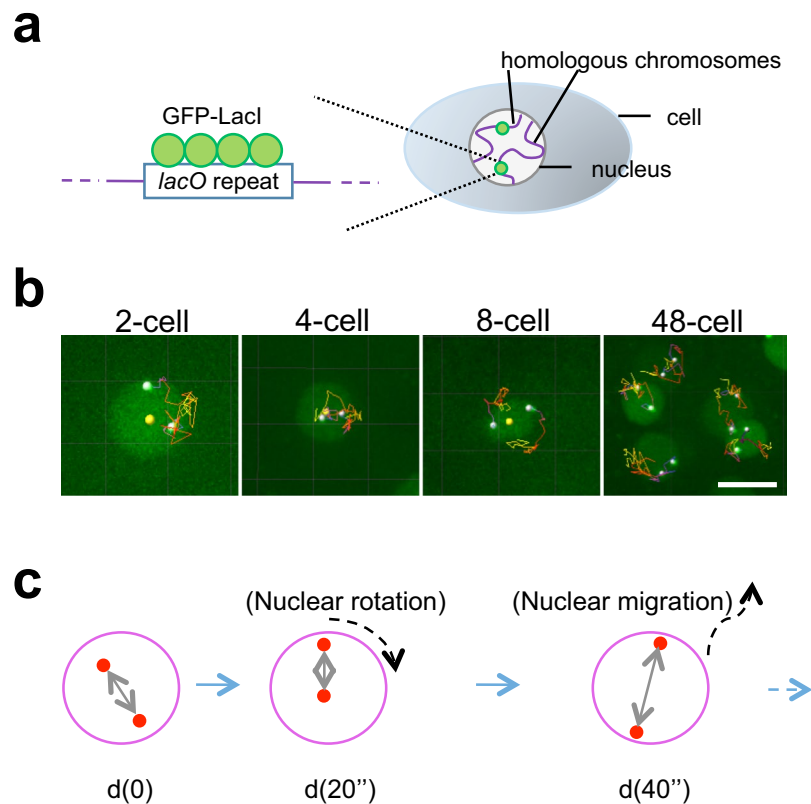 a
homologous chromosomes
GFP-LacI
cell
lacO repeat
nucleus
b
2-cell
4-cell
8-cell
48-cell
c
(Nuclear rotation)
(Nuclear migration)
d(0)
d(20’’)
d(40’’)